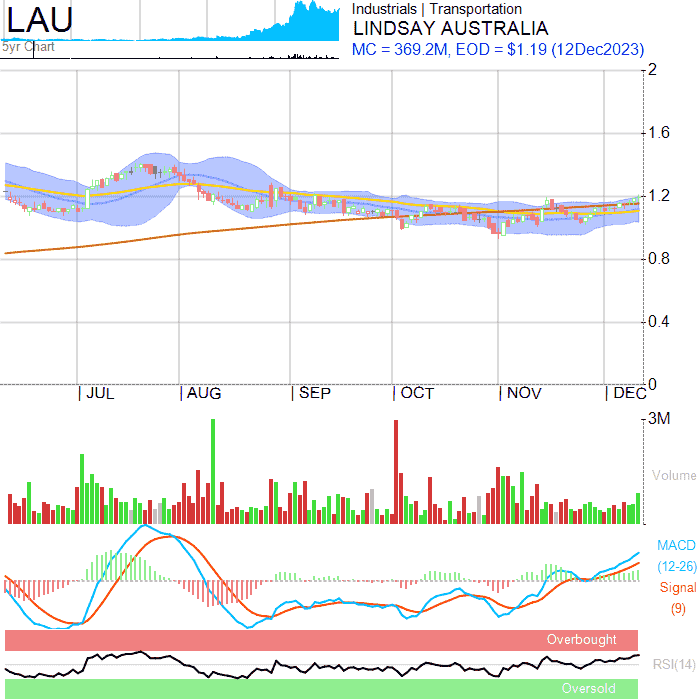 LAU
5yr Chart
Industrials | Transportation
LINDSAY AUSTRALIA
MC = 369.2M, EOD = $1.19 (12Dec2023)
2
1.6
1.2
0.8
0.4
0
| JUL | AUG | SEP | OCT | NOV | DEC
3M
Volume
MACD
(12-26)
Signal
(9)
Overbought
RSI(14)
Oversold